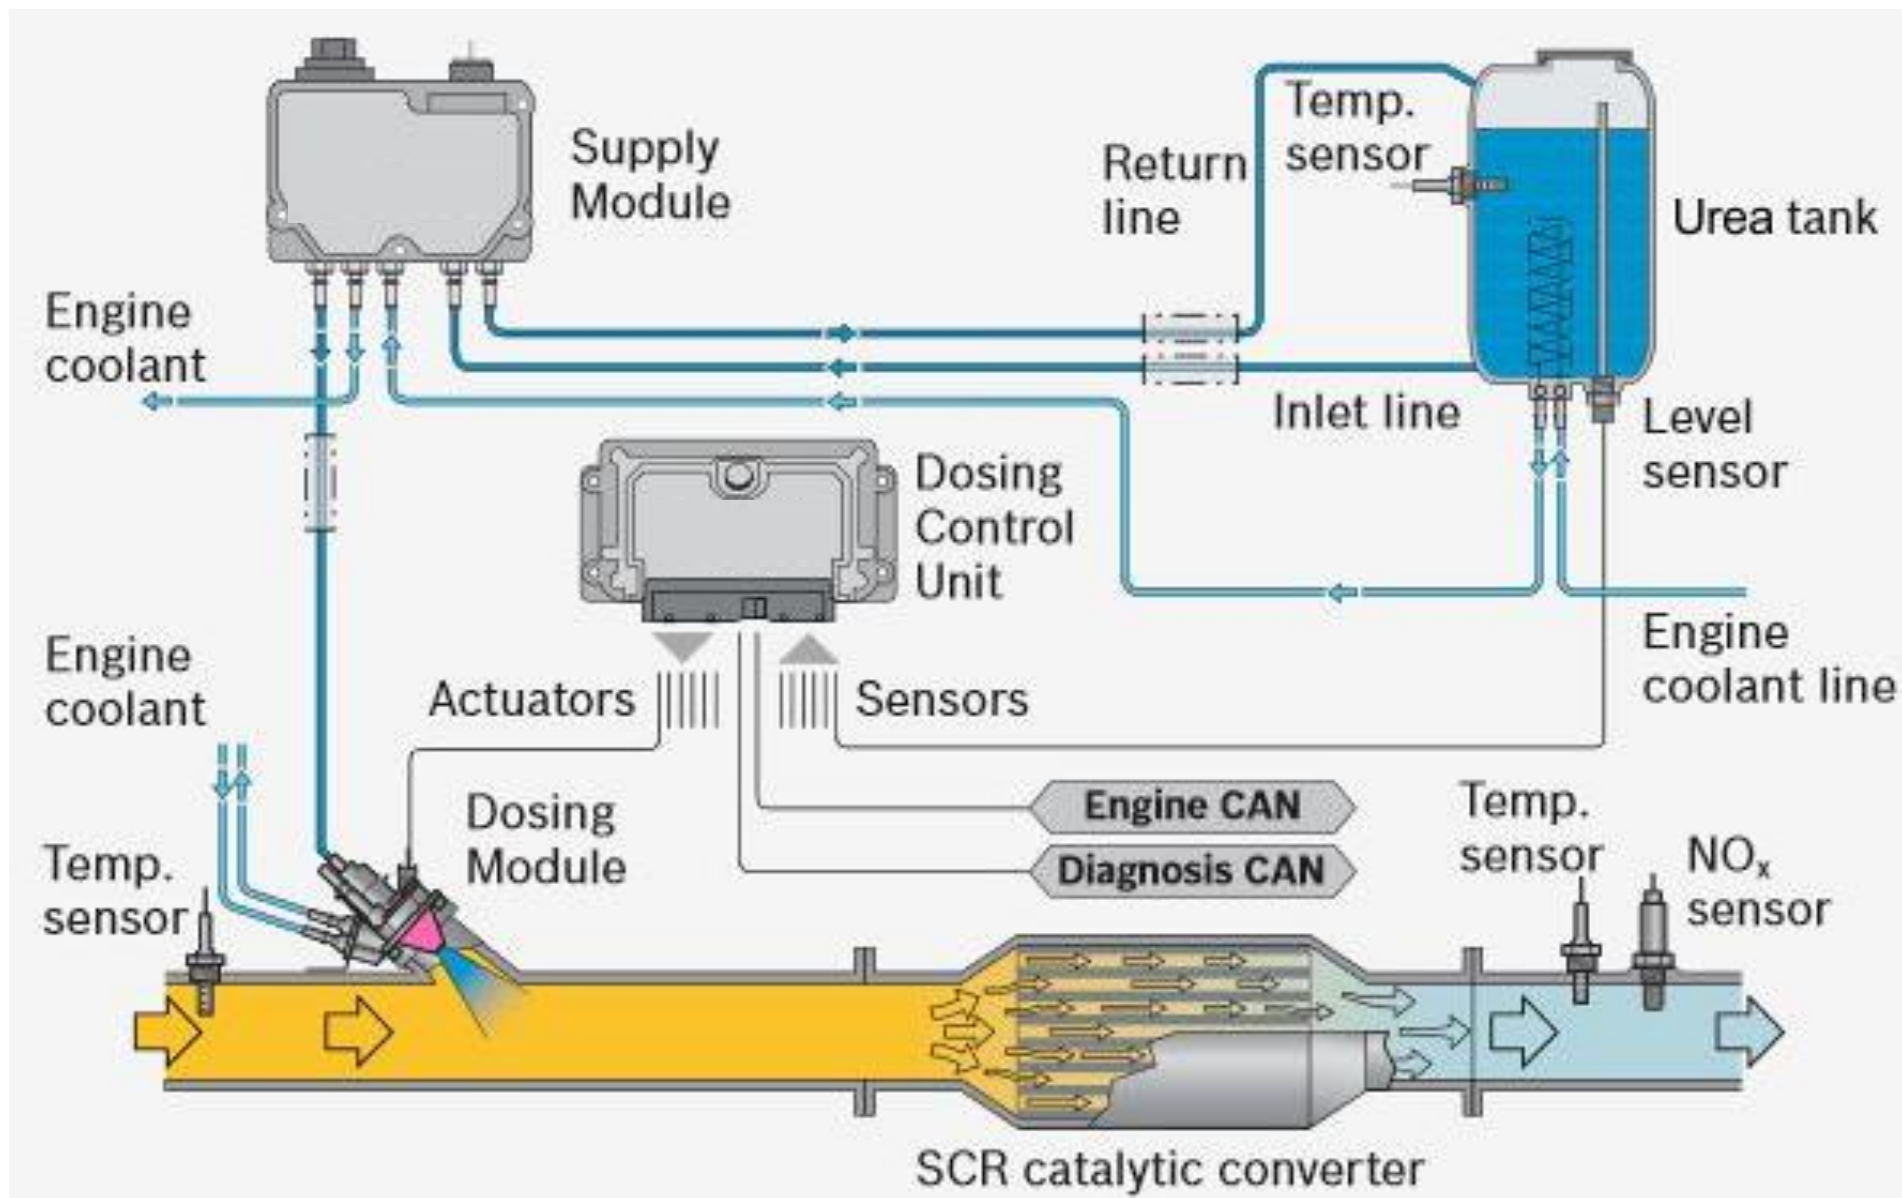 Supply
Module
Return
line
Temp.
sensor
Urea tank
Engine
coolant
Inlet line
Level
sensor
Dosing
Control
Unit
Engine
coolant line
Engine
coolant
Actuators
Sensors
Dosing
Module
Engine CAN
Diagnosis CAN
Temp.
sensor
Temp.
sensor
NOₓ
sensor
SCR catalytic converter